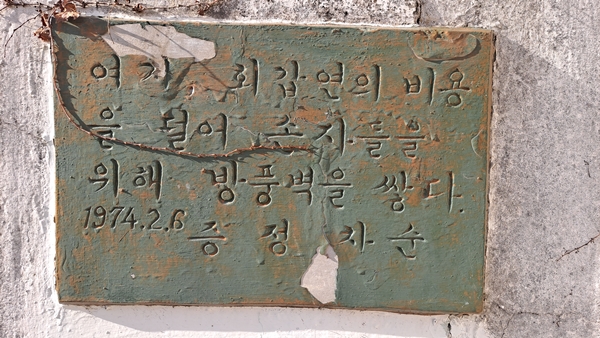 여기, 회갑연의 비용
을 덜어 손자들을
위해 방풍벽을 쌓다.
1974.2.6 증 정 차순